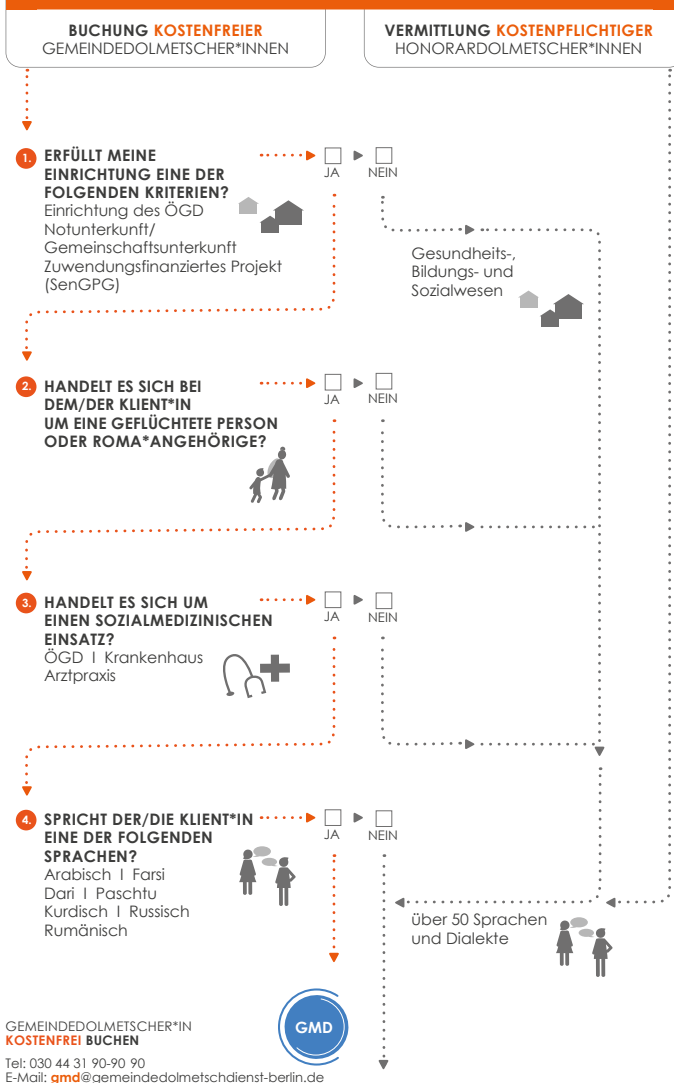 BUCHUNG KOSTENFREIER
GEMEINDEDOLMETSCHER*INNEN
VERMITTLUNG KOSTENPFLICHTIGER
HONORARDOLMETSCHER*INNEN
1. ERFÜLLT MEINE
EINRICHTUNG EINE DER
FOLGENDEN KRITERIEN?
Einrichtung des ÖGD
Notunterkunft/
Gemeinschaftsunterkunft
Zuwendungsfinanziertes Projekt
(SenGPG)
JA
NEIN
Gesundheits-,
Bildungs- und
Sozialwesen
2. HANDELT ES SICH BEI
DEM/DER KLIENT*IN
UM EINE GEFLÜCHTETE PERSON
ODER ROMA*ANGEHÖRIGE?
JA
NEIN
3. HANDELT ES SICH UM
EINEN SOZIALMEDIZINISCHEN
EINSATZ?
ÖGD I Krankenhaus
Arztpraxis
JA
NEIN
4. SPRICHT DER/DIE KLIENT*IN
EINE DER FOLGENDEN
SPRACHEN?
Arabisch I Farsi
Dari I Paschtu
Kurdisch I Russisch
Rumänisch
JA
NEIN
über 50 Sprachen
und Dialekte
GMD
GEMEINDEDOLMETSCHER*IN
KOSTENFREI BUCHEN
Tel: 030 44 31 90-90 90
E-Mail: gmd@gemeindedolmetschdienst-berlin.de